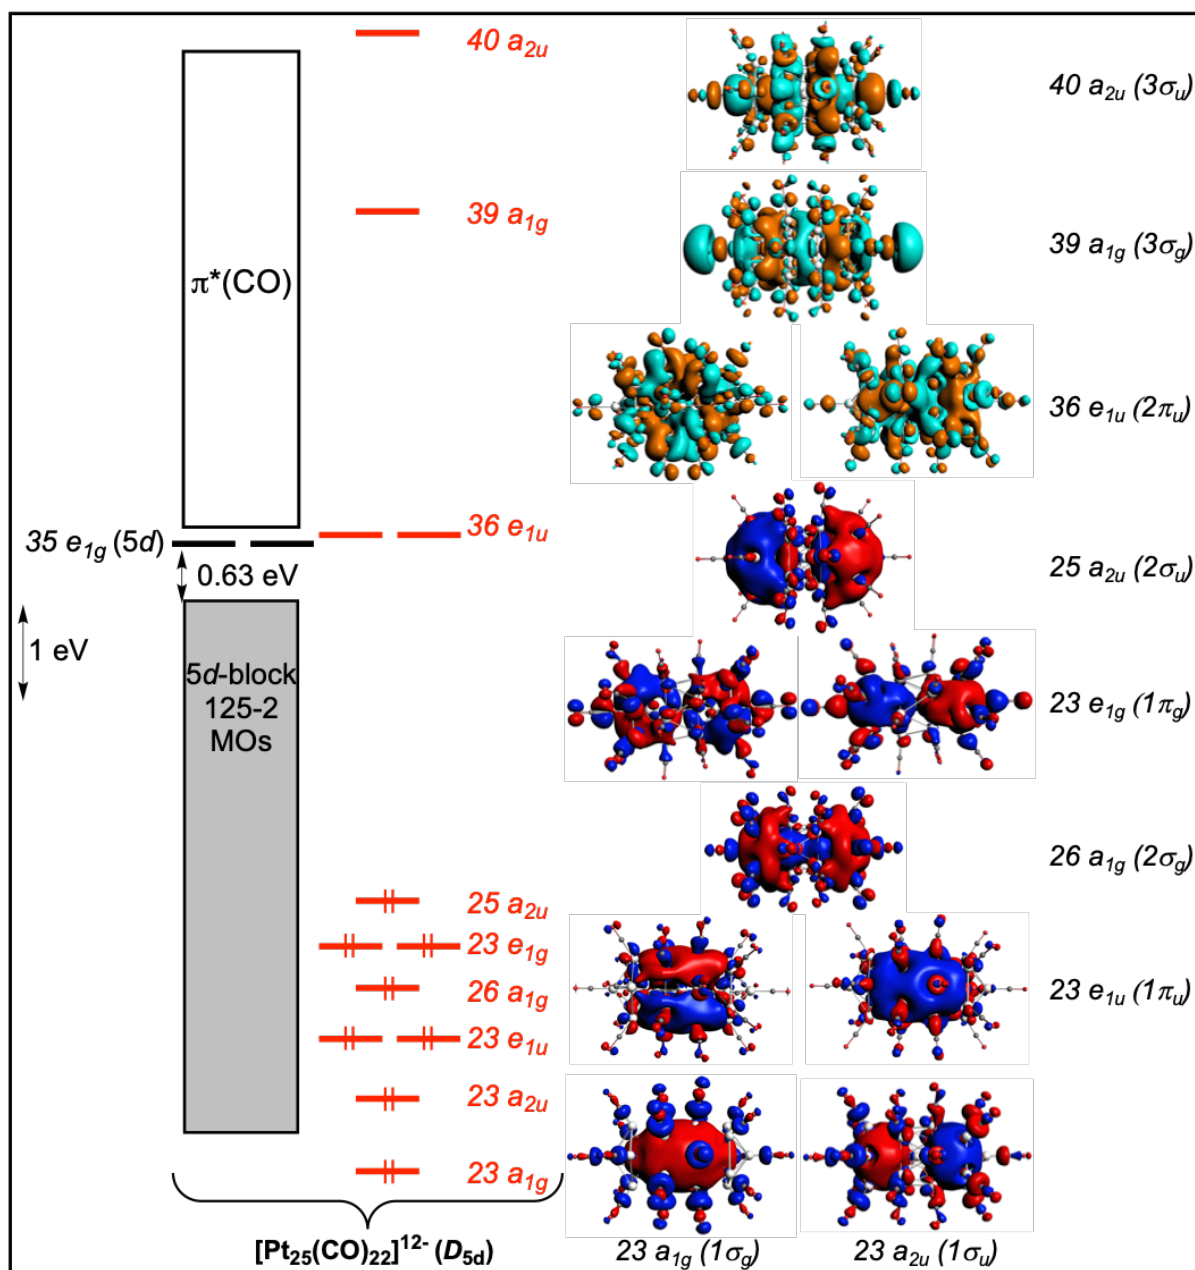 40 a2u
40 a2u (3σu)
39 a1g
39 a1g (3σg)
π*(CO)
36 e1u (2πu)
36 e1u
35 e1g (5d)
0.63 eV
25 a2u (2σu)
1 eV
5d-block
125-2
MOs
23 e1g (1πg)
26 a1g (2σg)
25 a2u
23 e1g
26 a1g
23 e1u
23 e1u (1πu)
23 a2u
23 a1g
[Pt25(CO)22]12- (D5d)
23 a1g (1σg)
23 a2u (1σu)